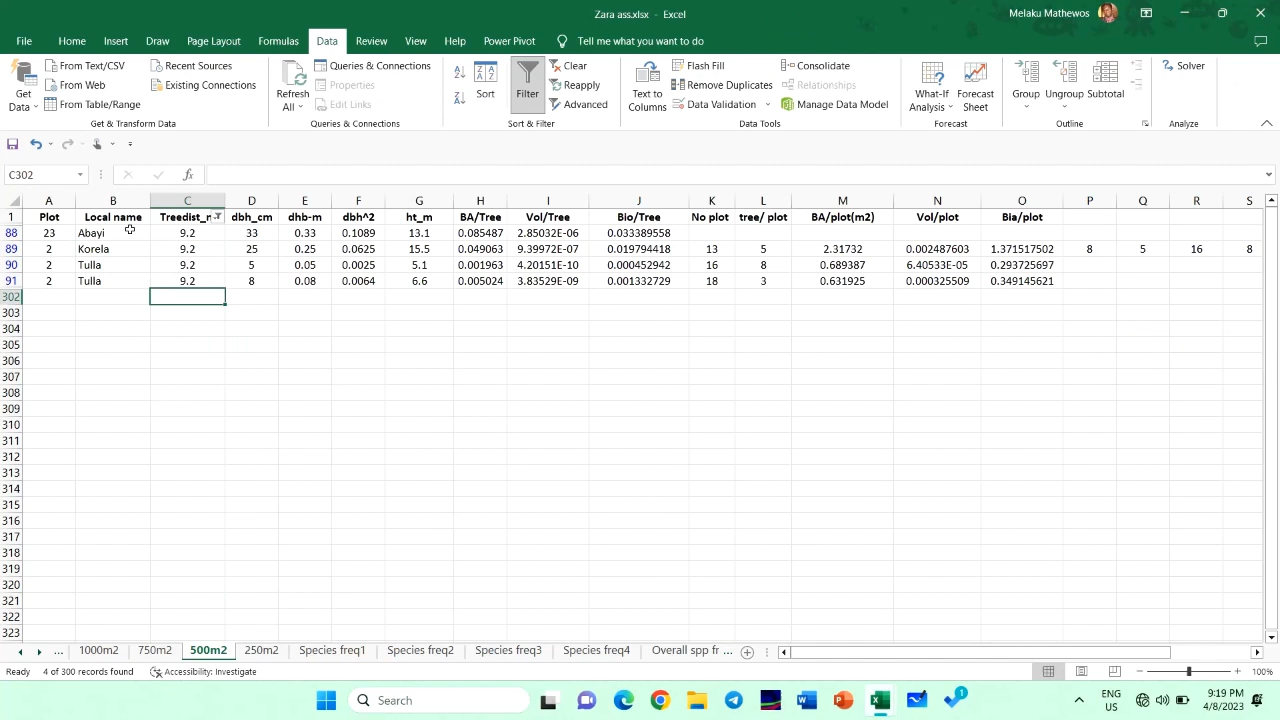 Zara ass.xlsx - Excel
Melaku Mathewos
File Home Insert Draw Page Layout Formulas Data Review View Help Power Pivot Tell me what you want to do
Get Data
From Text/CSV
From Web
From Table/Range
Recent Sources
Existing Connections
Get & Transform Data
Refresh All
Queries & Connections
Properties
Edit Links
Queries & Connections
Sort
Filter
Clear
Reapply
Advanced
Sort & Filter
Text to Columns
Flash Fill
Remove Duplicates
Data Validation
Consolidate
Relationships
Manage Data Model
Data Tools
What-If Analysis
Forecast Sheet
Forecast
Group
Ungroup
Subtotal
Outline
Solver
Analyze
C302
fx
A B C D E F G H I J K L M N O P Q R S
1 Plot Local name Treedist_r dbh_cm dhb-m dbh^2 ht_m BA/Tree Vol/Tree Bio/Tree No plot tree/ plot BA/plot(m2) Vol/plot Bia/plot
88 23 Abayi 9.2 33 0.33 0.1089 13.1 0.085487 2.85032E-06 0.033389558
89 2 Korela 9.2 25 0.25 0.0625 15.5 0.049063 9.39972E-07 0.019794418 13 5 2.31732 0.002487603 1.371517502 8 5 16 8
90 2 Tulla 9.2 5 0.05 0.0025 5.1 0.001963 4.20151E-10 0.000452942 16 8 0.689387 6.40533E-05 0.293725697
91 2 Tulla 9.2 8 0.08 0.0064 6.6 0.005024 3.83529E-09 0.001332729 18 3 0.631925 0.000325509 0.349145621
302
303
304
305
306
307
308
309
310
311
312
313
314
315
316
317
318
319
320
321
322
323
... 1000m2 750m2 500m2 250m2 Species freq1 Species freq2 Species freq3 Species freq4 Overall spp fr ...
Ready 4 of 300 records found Accessibility: Investigate 100%
Search
1
ENG
US
9:19 PM
4/8/2023